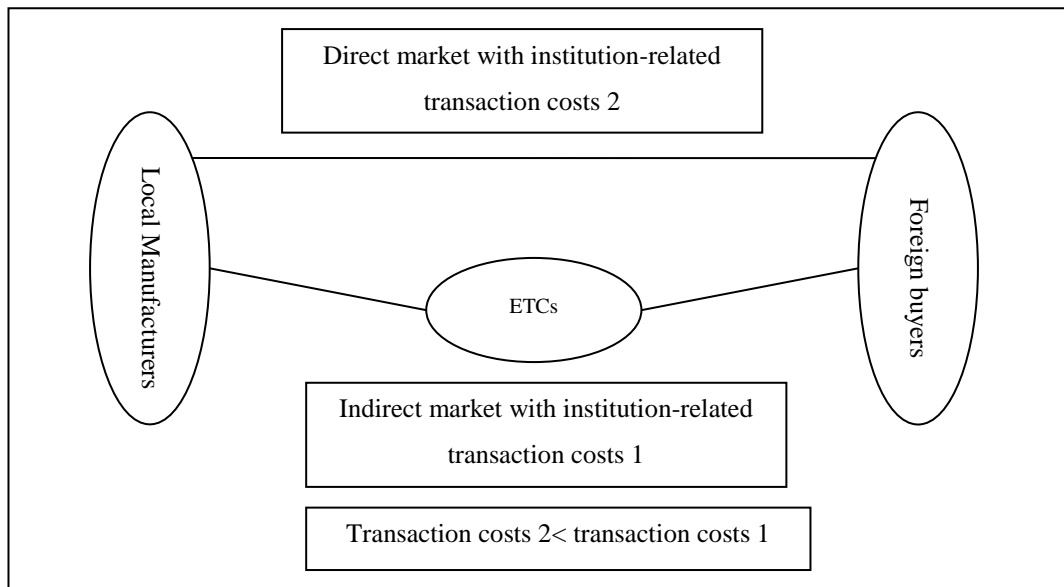 Direct market with institution-related
transaction costs 2
Local Manufacturers
Foreign buyers
ETCs
Indirect market with institution-related
transaction costs 1
Transaction costs 2< transaction costs 1